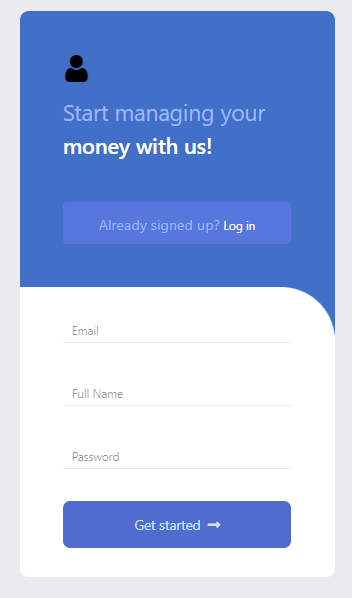 Start managing your
money with us!
Already signed up? Log in
Email
Full Name
Password
Get started